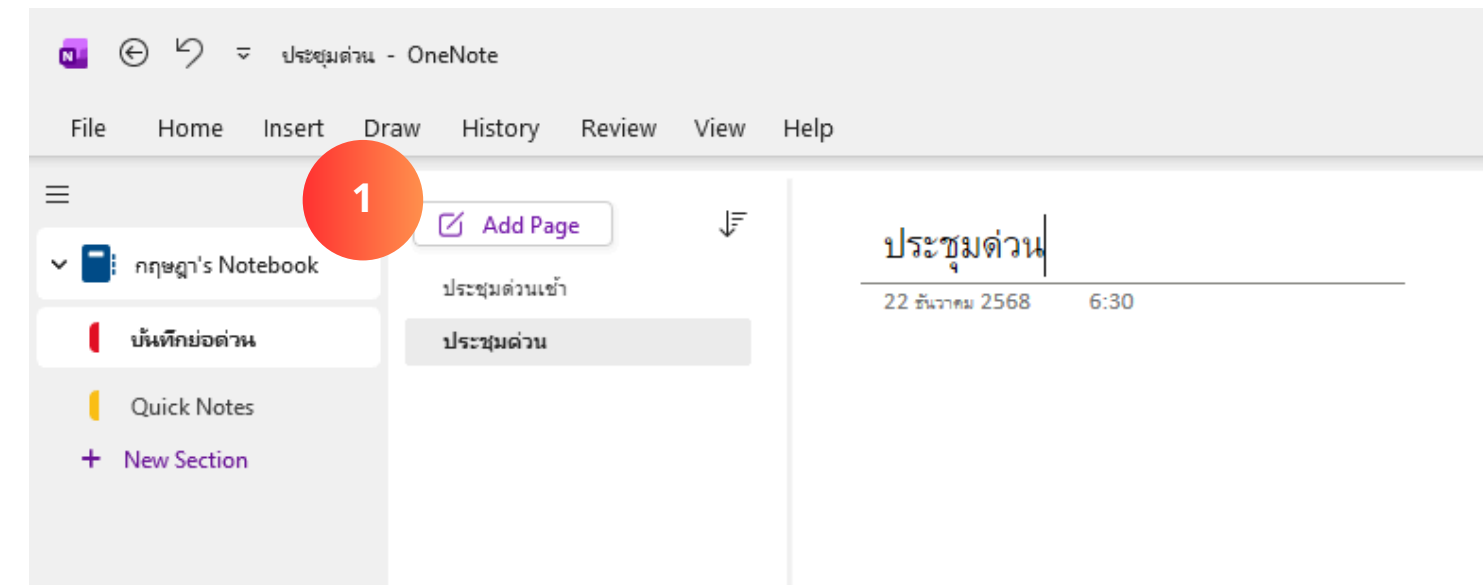 N ประชุมด่วน - OneNote
File Home Insert Draw History Review View Help
1
Add Page
กฤษฎา's Notebook
ประชุมด่วนเช้า
บันทึกย่อด่วน
ประชุมด่วน
Quick Notes
+ New Section
ประชุมด่วน
22 ธันวาคม 2568 6:30